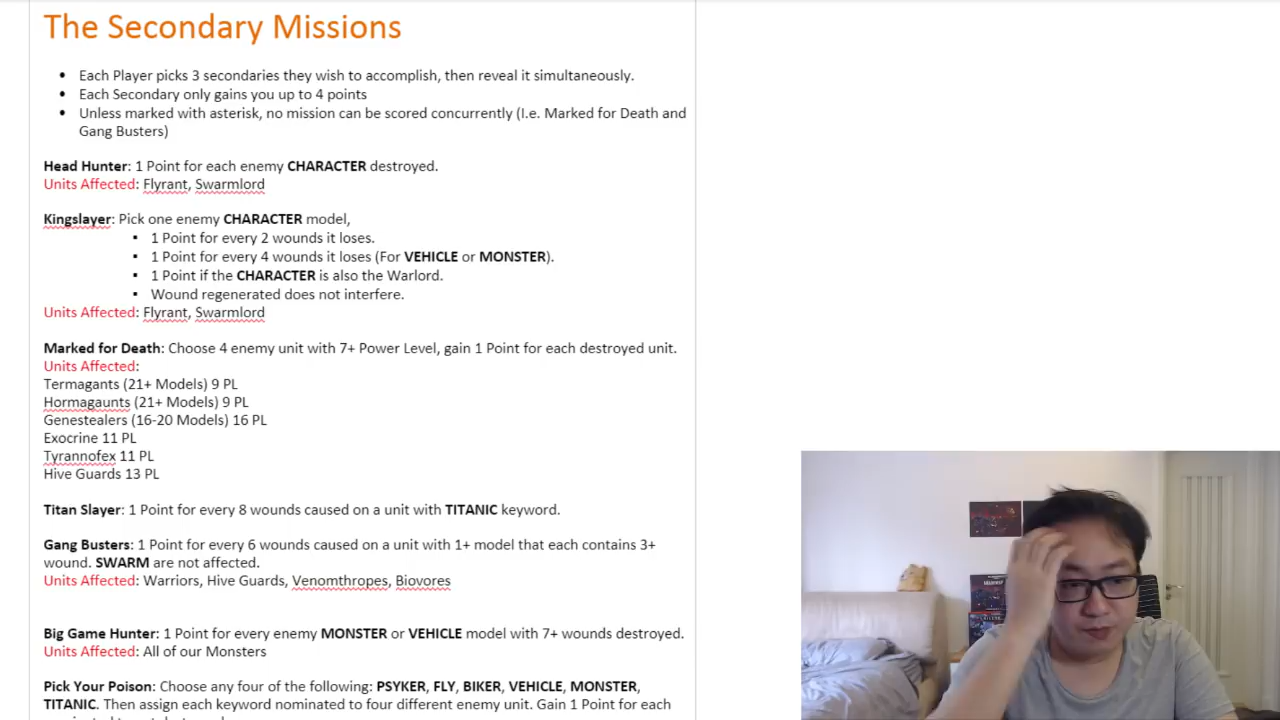 The Secondary Missions
• Each Player picks 3 secondaries they wish to accomplish, then reveal it simultaneously.
• Each Secondary only gains you up to 4 points
• Unless marked with asterisk, no mission can be scored concurrently (I.e. Marked for Death and
Gang Busters)
Head Hunter: 1 Point for each enemy CHARACTER destroyed.
Units Affected: Flyrant, Swarmlord
Kingslayer: Pick one enemy CHARACTER model,
▪ 1 Point for every 2 wounds it loses.
▪ 1 Point for every 4 wounds it loses (For VEHICLE or MONSTER).
▪ 1 Point if the CHARACTER is also the Warlord.
▪ Wound regenerated does not interfere.
Units Affected: Flyrant, Swarmlord
Marked for Death: Choose 4 enemy unit with 7+ Power Level, gain 1 Point for each destroyed unit.
Units Affected:
Termagants (21+ Models) 9 PL
Hormagaunts (21+ Models) 9 PL
Genestealers (16-20 Models) 16 PL
Exocrine 11 PL
Tyrannofex 11 PL
Hive Guards 13 PL
Titan Slayer: 1 Point for every 8 wounds caused on a unit with TITANIC keyword.
Gang Busters: 1 Point for every 6 wounds caused on a unit with 1+ model that each contains 3+
wound. SWARM are not affected.
Units Affected: Warriors, Hive Guards, Venomthropes, Biovores
Big Game Hunter: 1 Point for every enemy MONSTER or VEHICLE model with 7+ wounds destroyed.
Units Affected: All of our Monsters
Pick Your Poison: Choose any four of the following: PSYKER, FLY, BIKER, VEHICLE, MONSTER,
TITANIC. Then assign each keyword nominated to four different enemy unit. Gain 1 Point for each